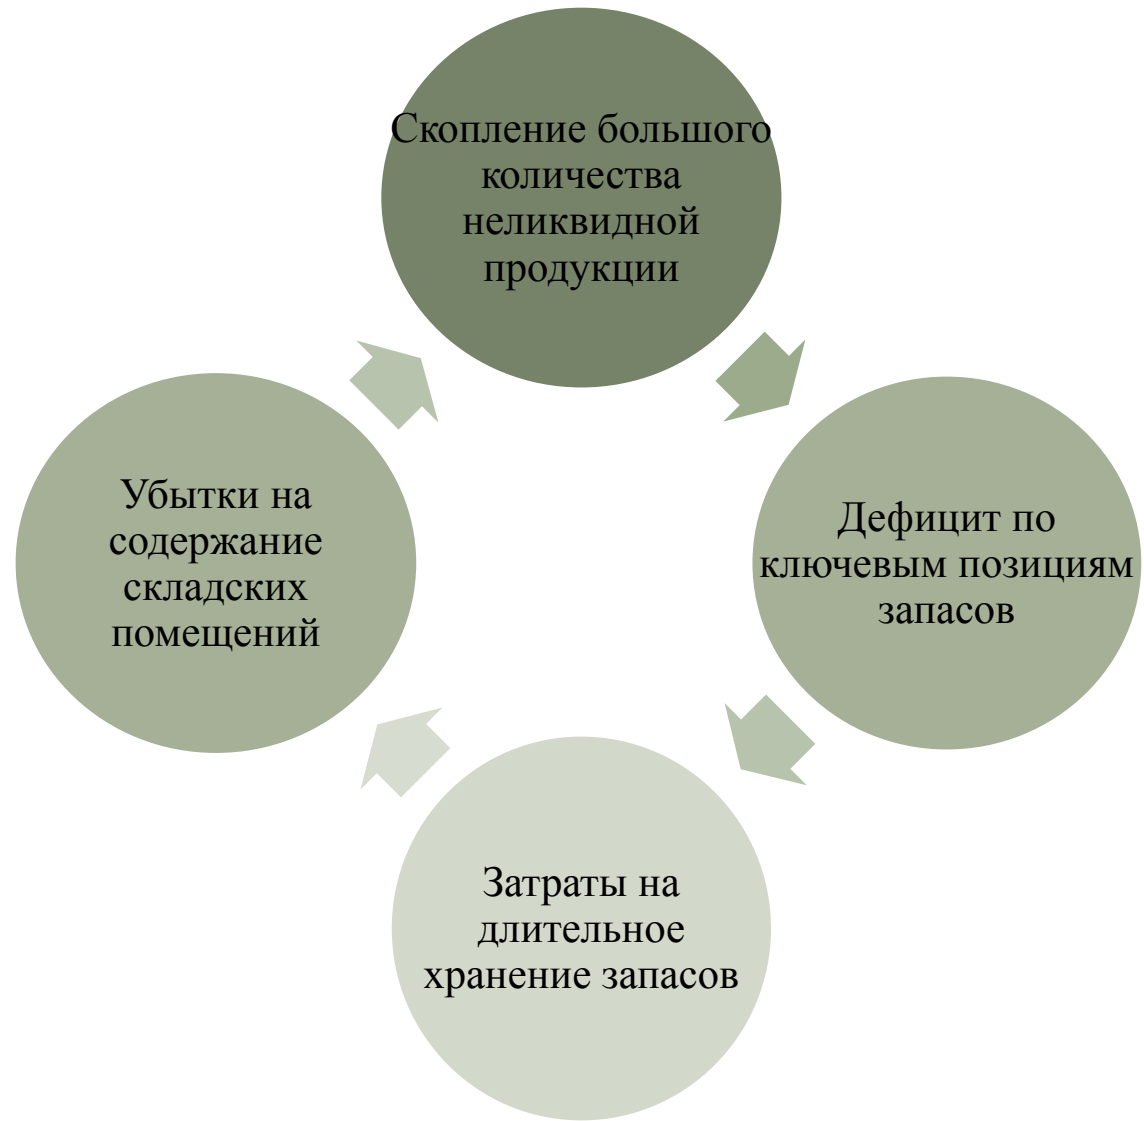 Скопление большого
количества
неликвидной
продукции
Дефицит по
ключевым позициям
запасов
Затраты на
длительное
хранение запасов
Убытки на
содержание
складских
помещений